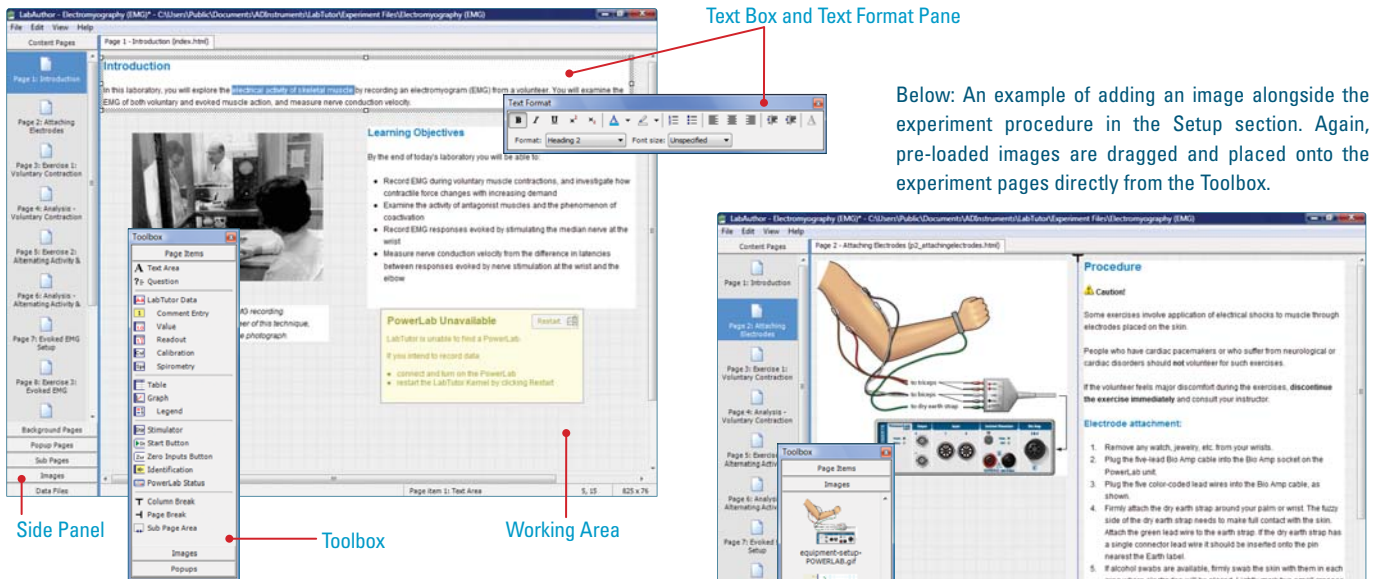 Text Box and Text Format Pane
LabAuthor - Electromyography (EMG)* - C:\Users\Public\Documents\ADInstruments\LabTutor\Experiment Files\Electromyography (EMG)
File Edit View Help
Content Pages
Page 1 - Introduction (index.html)
Page 1: Introduction
Page 2: Attaching
Electrodes
Page 3: Exercise 1:
Voluntary Contraction
Page 4: Analysis -
Voluntary Contraction
Page 5: Exercise 2:
Alternating Activity &
Page 6: Analysis -
Alternating Activity &
Page 7: Evoked EMG
Setup
Page 8: Exercise 3:
Evoked EMG
Background Pages
Popup Pages
Sub Pages
Images
Data Files
Introduction
In this laboratory, you will explore the electrical activity of skeletal muscle by recording an electromyogram (EMG) from a volunteer. You will examine the
EMG of both voluntary and evoked muscle action, and measure nerve conduction velocity.
Text Format
B I U x² x₁ A
Format: Heading 2 Font size: Unspecified
Learning Objectives
By the end of today's laboratory you will be able to:
• Record EMG during voluntary muscle contractions, and investigate how
contractile force changes with increasing demand
• Examine the activity of antagonist muscles and the phenomenon of
coactivation
• Record EMG responses evoked by stimulating the median nerve at the
wrist
• Measure nerve conduction velocity from the difference in latencies
between responses evoked by nerve stimulation at the wrist and the
elbow
recording
of this technique,
photograph
PowerLab Unavailable
Restart
LabTutor is unable to find a PowerLab.
If you intend to record data
• connect and turn on the PowerLab
• restart the LabTutor Kernel by clicking Restart
Toolbox
Page Items
A Text Area
Question
LabTutor Data
Comment Entry
Value
Readout
Calibration
Spirometry
Table
Graph
Legend
Stimulator
Start Button
Zero Inputs Button
Identification
PowerLab Status
Column Break
Page Break
Sub Page Area
Images
Popups
Page item 1: Text Area
5, 15
825 x 76
Side Panel
Toolbox
Working Area
Below: An example of adding an image alongside the
experiment procedure in the Setup section. Again,
pre-loaded images are dragged and placed onto the
experiment pages directly from the Toolbox.
LabAuthor - Electromyography (EMG)* - C:\Users\Public\Documents\ADInstruments\LabTutor\Experiment Files\Electromyography (EMG)
File Edit View Help
Content Pages
Page 2 - Attaching Electrodes (p2_attachingelectrodes.html)
Page 1: Introduction
Page 2: Attaching
Electrodes
Page 3: Exercise 1:
Voluntary Contraction
Page 4: Analysis -
Voluntary Contraction
Page 5: Exercise
Alternating Activ
Page 6: Analysi
Alternating Activ
Page 7: Evoked
Setup
to biceps
to biceps
to dry earth strap
Toolbox
Page Items
Images
equipment-setup-
POWERLAB.gif
Procedure
Caution!
Some exercises involve application of electrical shocks to muscle through
electrodes placed on the skin.
People who have cardiac pacemakers or who suffer from neurological or
cardiac disorders should not volunteer for such exercises.
If the volunteer feels major discomfort during the exercises, discontinue
the exercise immediately and consult your instructor.
Electrode attachment:
1. Remove any watch, jewelry, etc. from your wrists.
2. Plug the five-lead Bio Amp cable into the Bio Amp socket on the
PowerLab unit.
3. Plug the five color-coded lead wires into the Bio Amp cable, as
shown.
4. Firmly attach the dry earth strap around your palm or wrist. The fuzzy
side of the dry earth strap needs to make full contact with the skin.
Attach the green lead wire to the earth strap. If the dry earth strap has
a single connector lead wire it should be inserted onto the pin
nearest the Earth label.
5. If alcohol swabs are available, firmly swab the skin with them in each